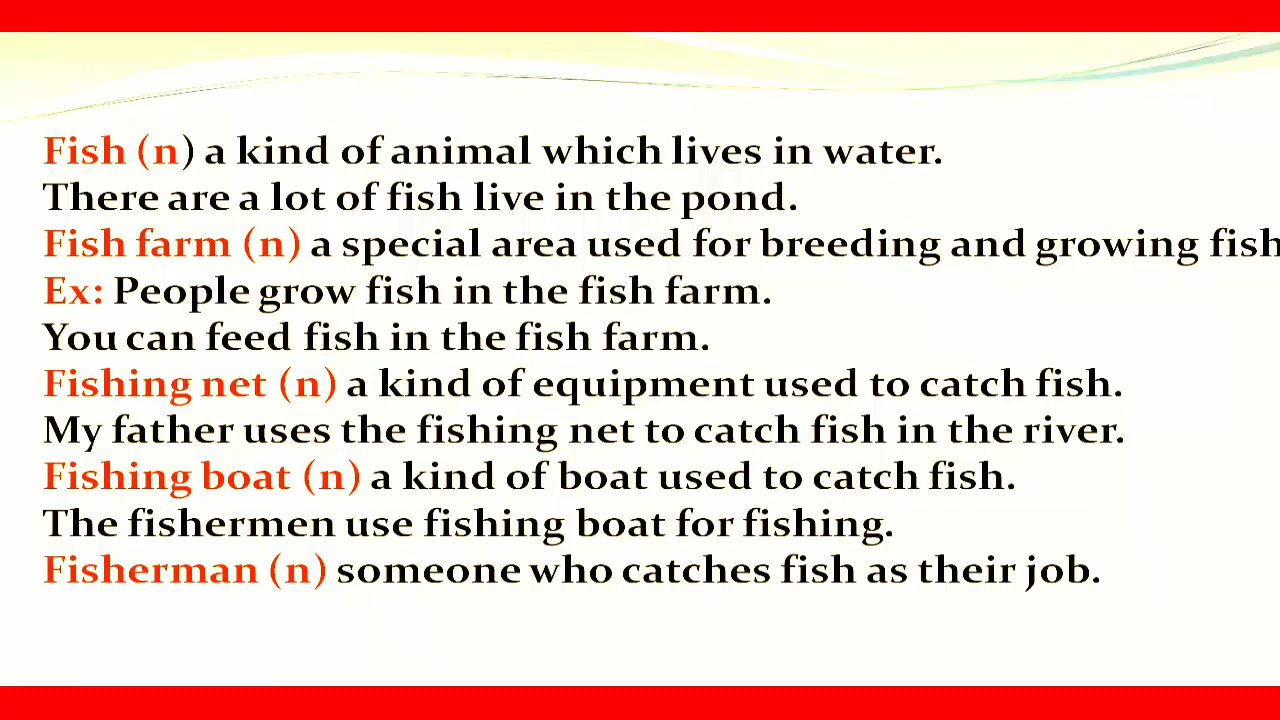 Fish (n) a kind of animal which lives in water.
There are a lot of fish live in the pond.
Fish farm (n) a special area used for breeding and growing fish
Ex: People grow fish in the fish farm.
You can feed fish in the fish farm.
Fishing net (n) a kind of equipment used to catch fish.
My father uses the fishing net to catch fish in the river.
Fishing boat (n) a kind of boat used to catch fish.
The fishermen use fishing boat for fishing.
Fisherman (n) someone who catches fish as their job.